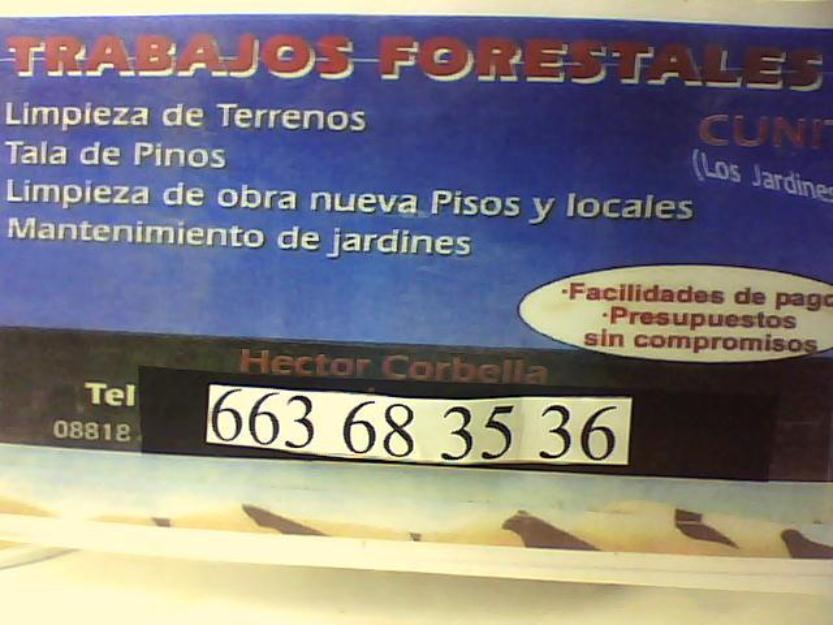 TRABAJOS FORESTALES
Limpieza de Terrenos
CUNIT
Tala de Pinos
(Los Jardines
Limpieza de obra nueva Pisos y locales
Mantenimiento de jardines
·Facilidades de pago
·Presupuestos
sin compromisos
Hector Corbella
Tel
663 68 35 36
08818